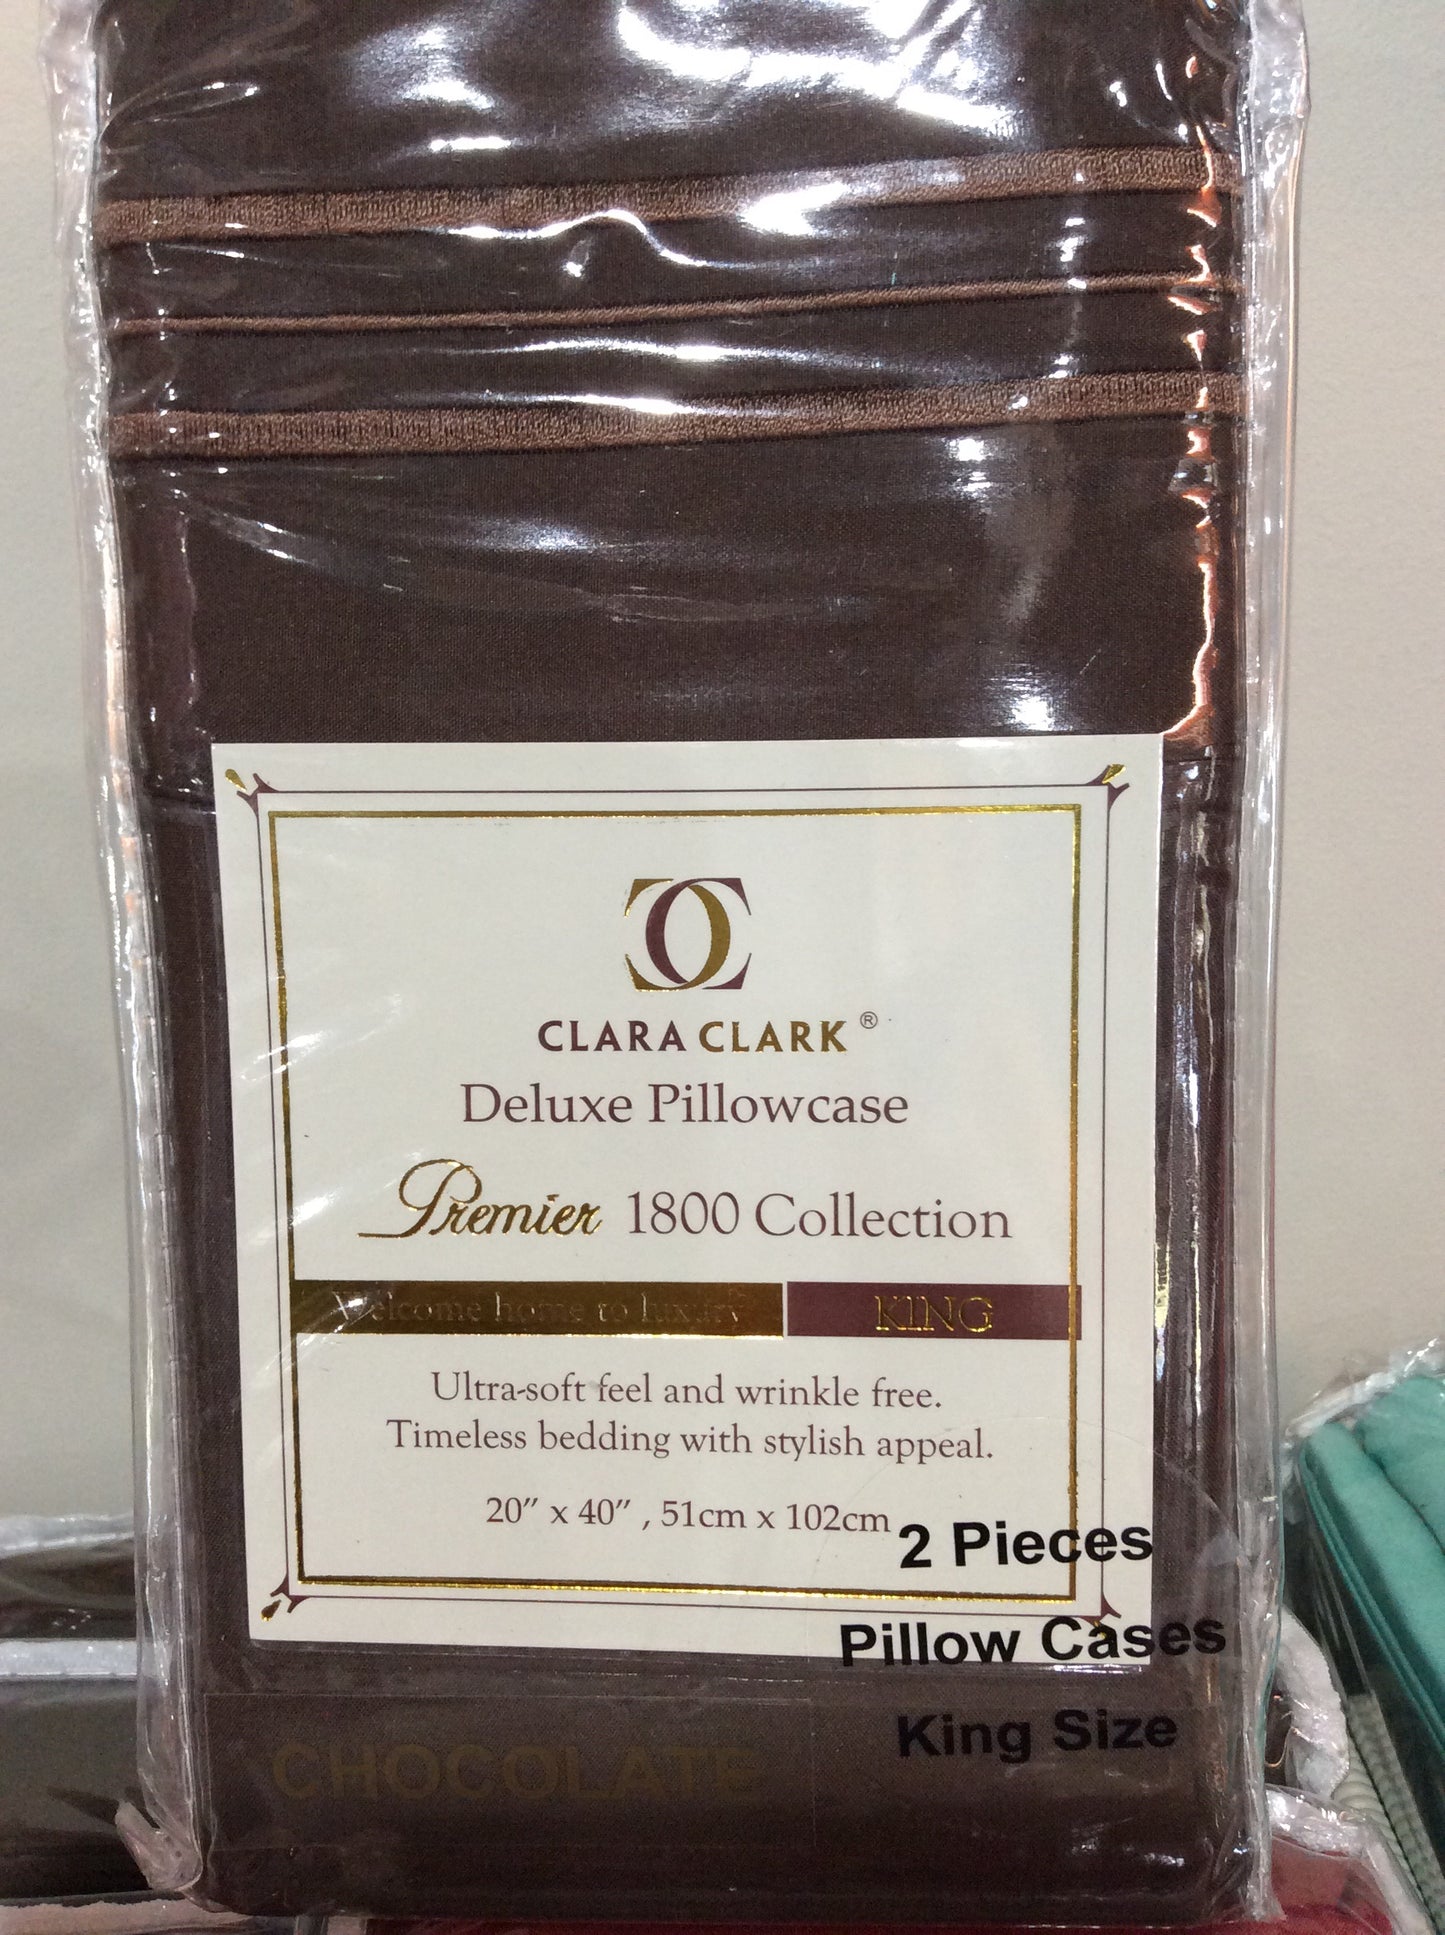 CLARA CLARK ®
Deluxe Pillowcase
Premier 1800 Collection
Welcome home to luxury KING
Ultra-soft feel and wrinkle free.
Timeless bedding with stylish appeal.
20" x 40" , 51cm x 102cm
2 Pieces
Pillow Cases
King Size
CHOCOLATE